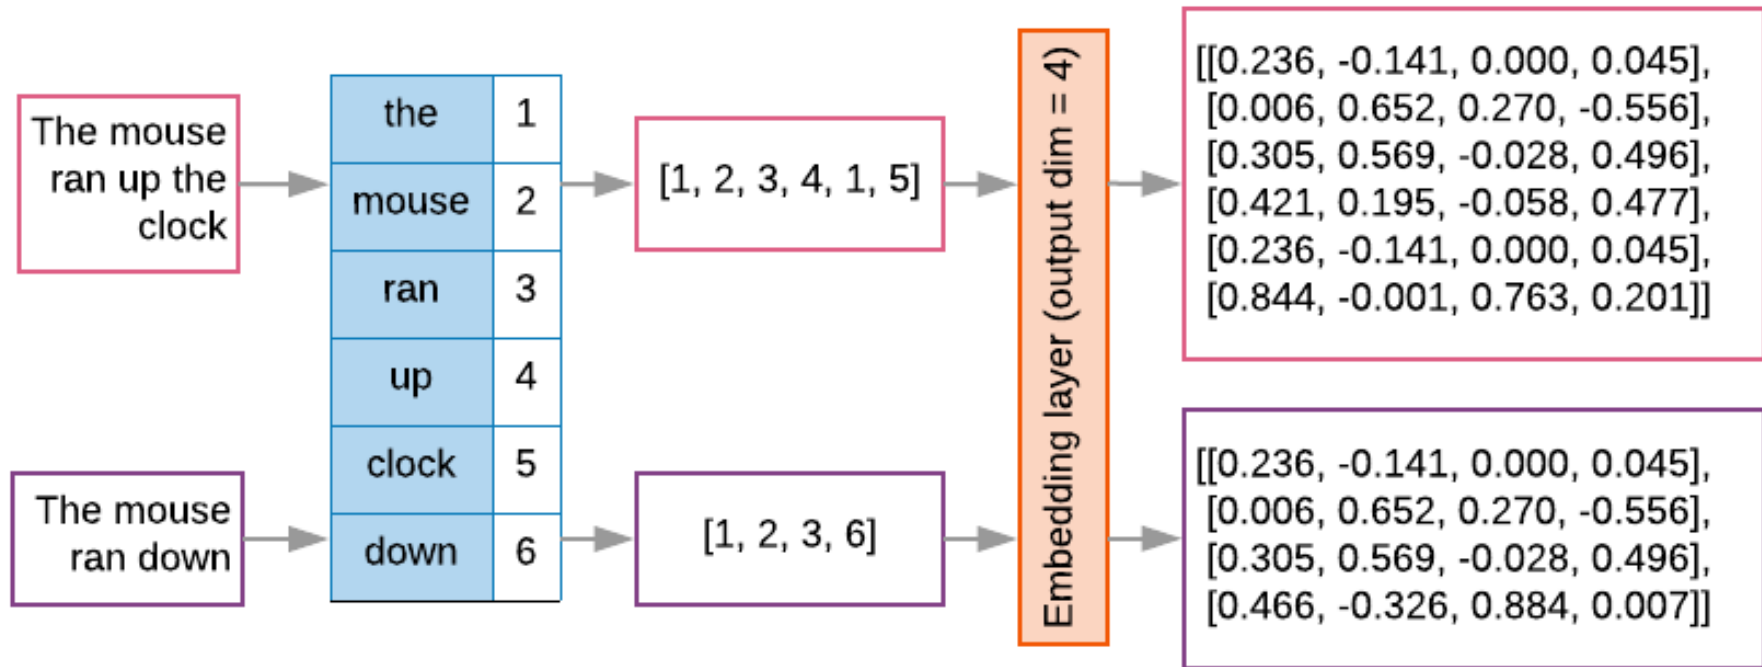 The mouse
ran up the
clock
the 1
mouse 2
ran 3
up 4
clock 5
down 6
[1, 2, 3, 4, 1, 5]
Embedding layer (output dim = 4)
[[0.236, -0.141, 0.000, 0.045],
[0.006, 0.652, 0.270, -0.556],
[0.305, 0.569, -0.028, 0.496],
[0.421, 0.195, -0.058, 0.477],
[0.236, -0.141, 0.000, 0.045],
[0.844, -0.001, 0.763, 0.201]]
The mouse
ran down
[1, 2, 3, 6]
[[0.236, -0.141, 0.000, 0.045],
[0.006, 0.652, 0.270, -0.556],
[0.305, 0.569, -0.028, 0.496],
[0.466, -0.326, 0.884, 0.007]]